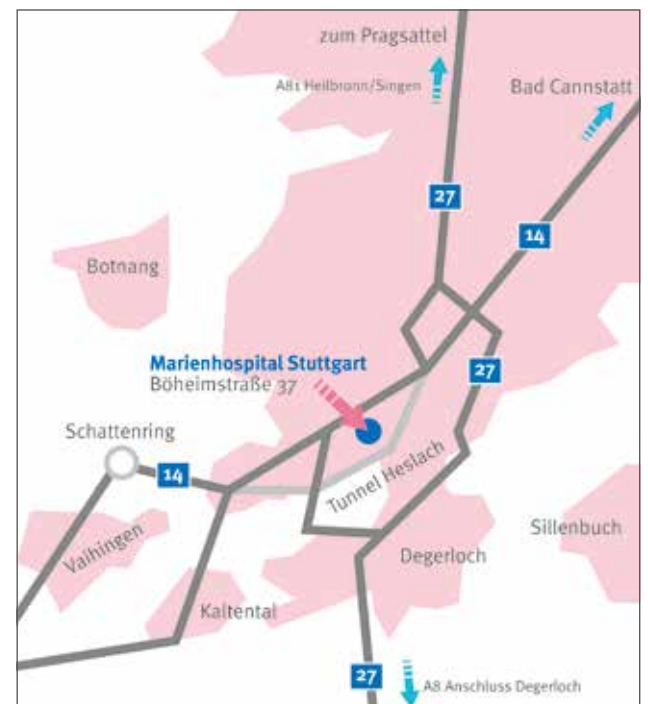 zum Pragsattel
A81 Heilbronn/Singen
Bad Cannstatt
27
14
Botnang
Marienhospital Stuttgart
Böheimstraße 37
27
Schattenring
14
Tunnel Heslach
Sillenbuch
Vaihingen
Degerloch
Kaltental
27
A8 Anschluss Degerloch